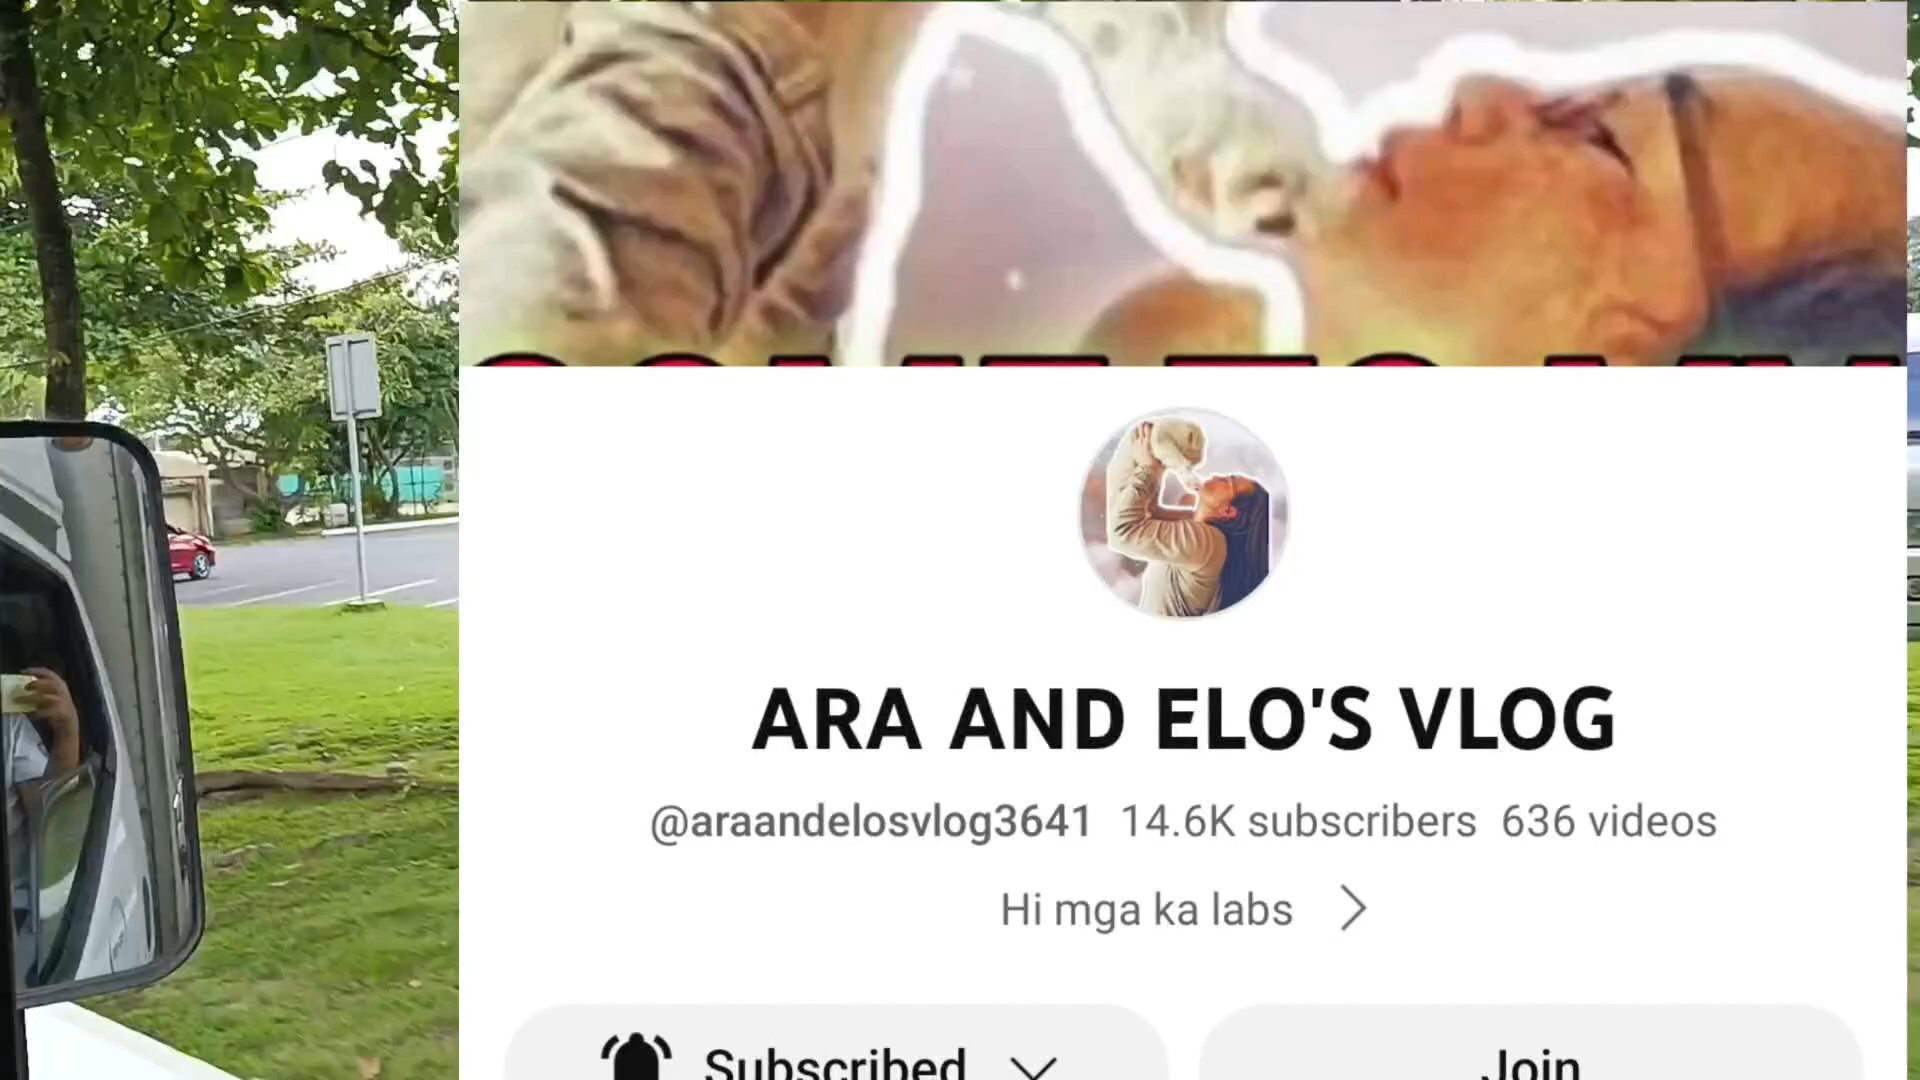 ARA AND ELO'S VLOG
@araandelosvlog3641 14.6K subscribers 636 videos
Hi mga ka labs
Subscribed
Join